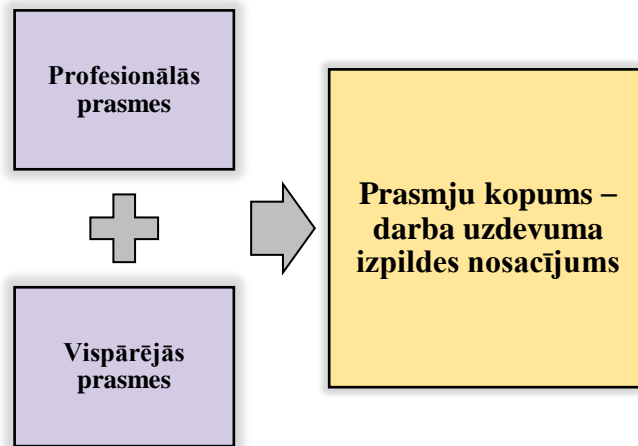 Profesionālās
prasmes
Vispārējās
prasmes
Prasmju kopums –
darba uzdevuma
izpildes nosacījums